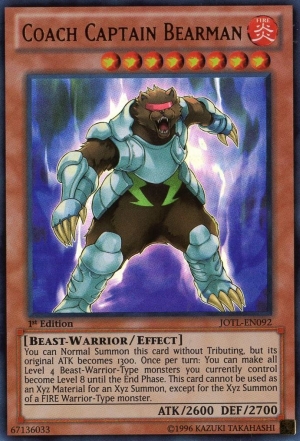 COACH CAPTAIN BEARMAN
FIRE
炎
1st Edition
JOTL-EN092
[BEAST-WARRIOR/EFFECT]
You can Normal Summon this card without Tributing, but its
original ATK becomes 1300. Once per turn: You can make all
Level 4 Beast-Warrior-Type monsters you currently control
become Level 8 until the End Phase. This card cannot be used
as an Xyz Material for an Xyz Summon, except for the Xyz Summon
of a FIRE Warrior-Type monster.
ATK/2600 DEF/2700
67136033
©1996 KAZUKI TAKAHASHI